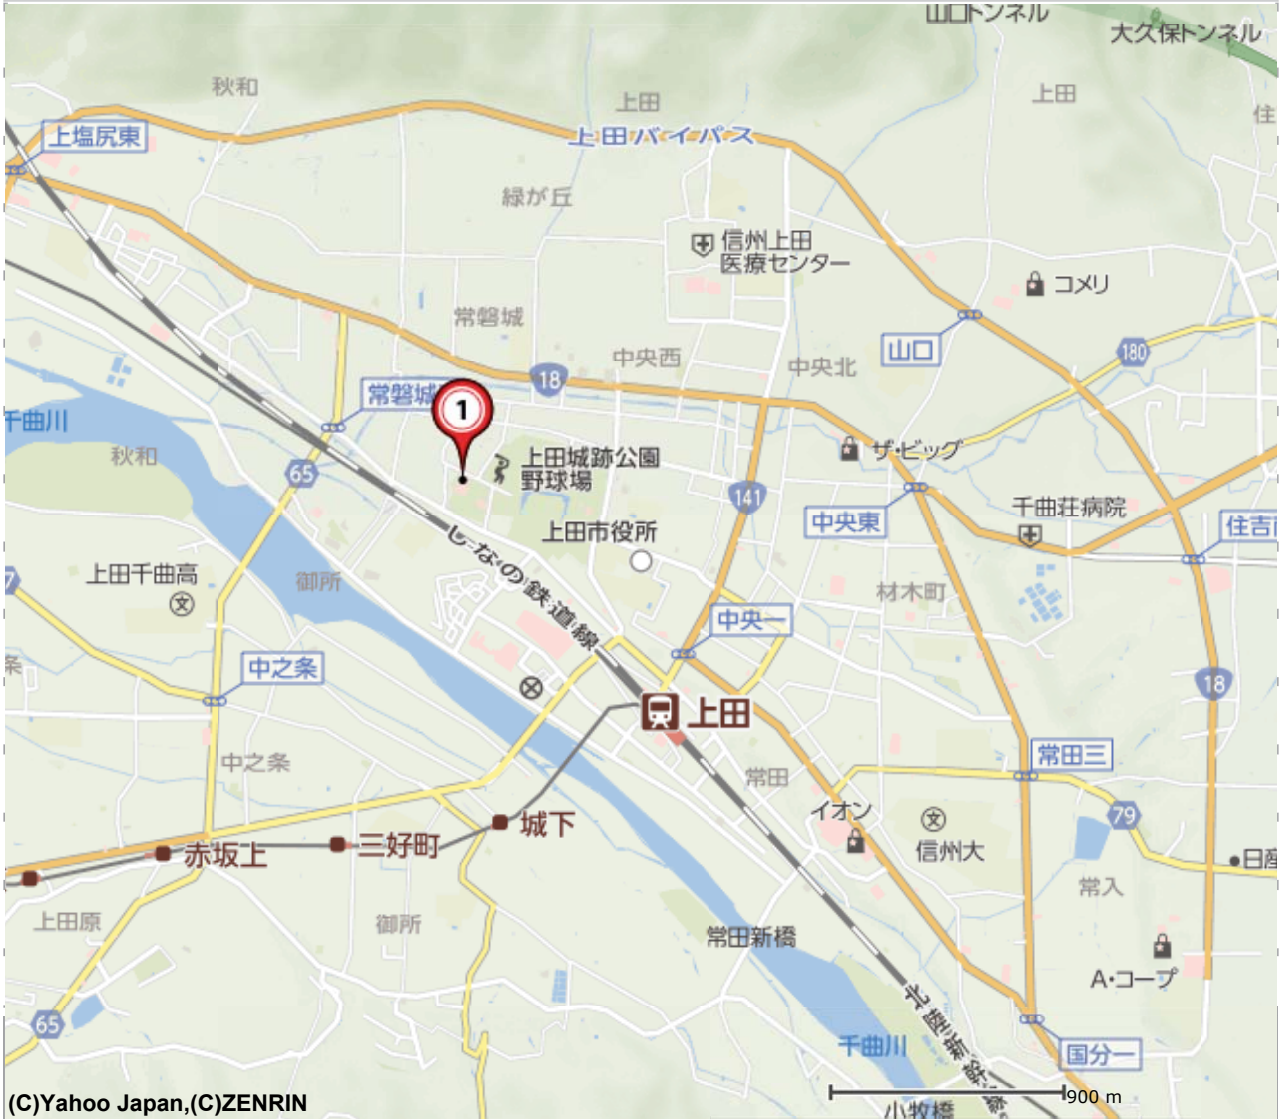 山口トンネル
大久保トンネル
秋和
上田
上田
住
上塩尻東
上田バイパス
緑が丘
信州上田
医療センター
コメリ
常磐城
山口
180
中央西
中央北
18
常磐城
1
千曲川
ザ・ビッグ
秋和
上田城跡公園
野球場
65
141
千曲荘病院
中央東
住吉
上田市役所
しなの鉄道線
7
上田千曲高
文
御所
材木町
中央一
条
中之条
18
上田
中之条
常田三
常田
イオン
79
城下
文
信州大
三好町
赤坂上
日産
常入
上田原
御所
常田新橋
A・コープ
北陸新幹線
65
千曲川
国分一
900 m
小牧橋
(C)Yahoo Japan,(C)ZENRIN